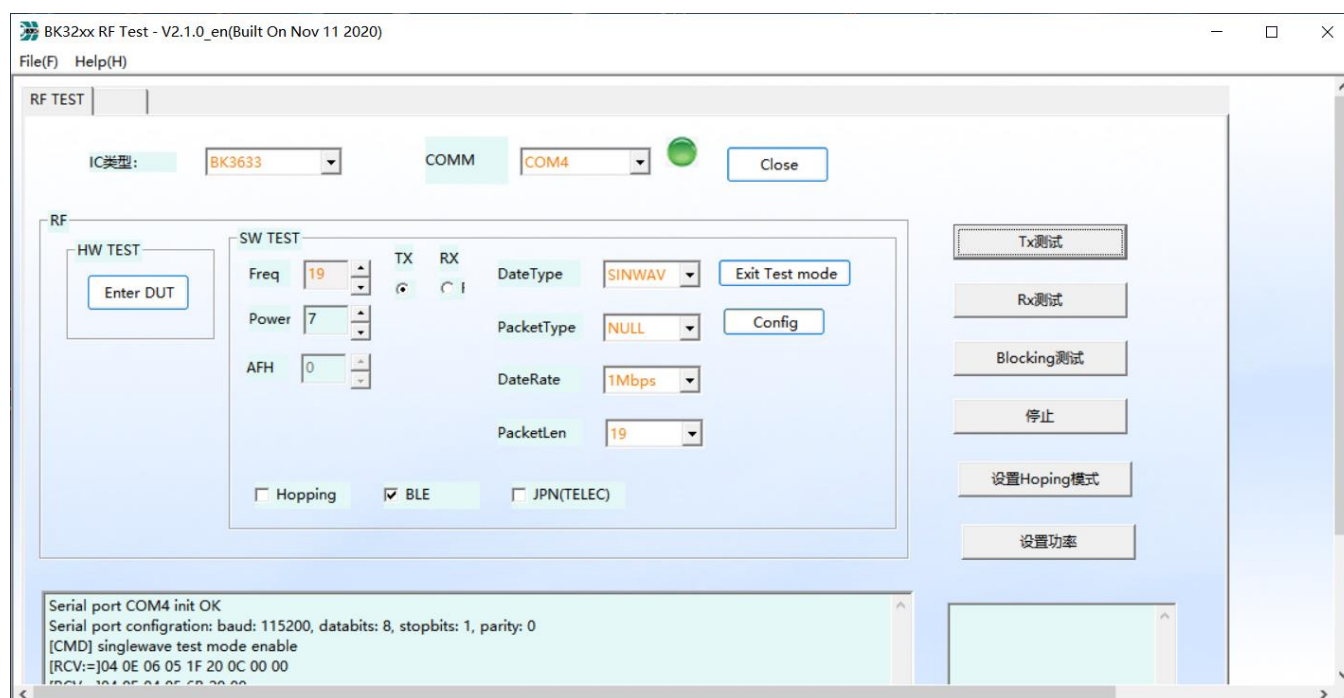 BK32xx RF Test - V2.1.0_en(Built On Nov 11 2020)
File(F) Help(H)
RF TEST
IC类型: BK3633 COMM COM4 Close
RF
HW TEST
Enter DUT
SW TEST
Freq 19 TX RX DateType SINWAV Exit Test mode
Power 7 PacketType NULL Config
AFH 0 DateRate 1Mbps
PacketLen 19
Hopping BLE JPN(TELEC)
Tx测试
Rx测试
Blocking测试
停止
设置Hoping模式
设置功率
Serial port COM4 init OK
Serial port configration: baud: 115200, databits: 8, stopbits: 1, parity: 0
[CMD] singlewave test mode enable
[RCV:=]04 0E 06 05 1F 20 0C 00 00